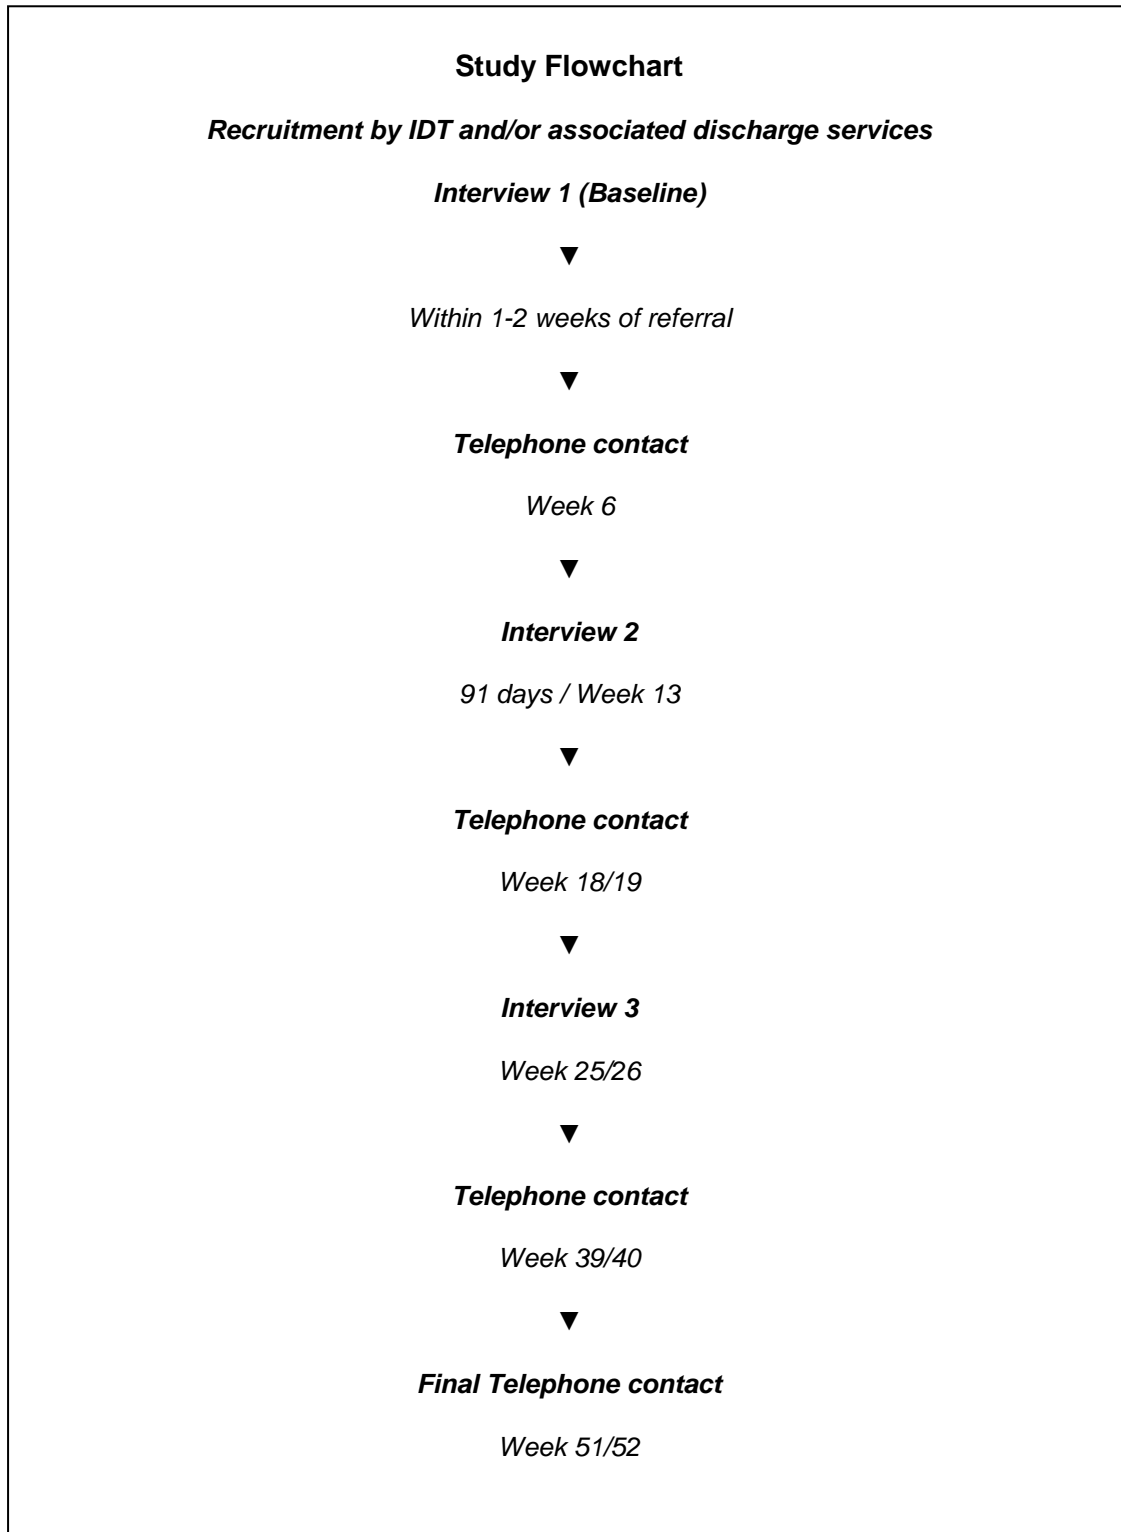 Study Flowchart
Recruitment by IDT and/or associated discharge services
Interview 1 (Baseline)
▼
Within 1-2 weeks of referral
▼
Telephone contact
Week 6
▼
Interview 2
91 days / Week 13
▼
Telephone contact
Week 18/19
▼
Interview 3
Week 25/26
▼
Telephone contact
Week 39/40
▼
Final Telephone contact
Week 51/52